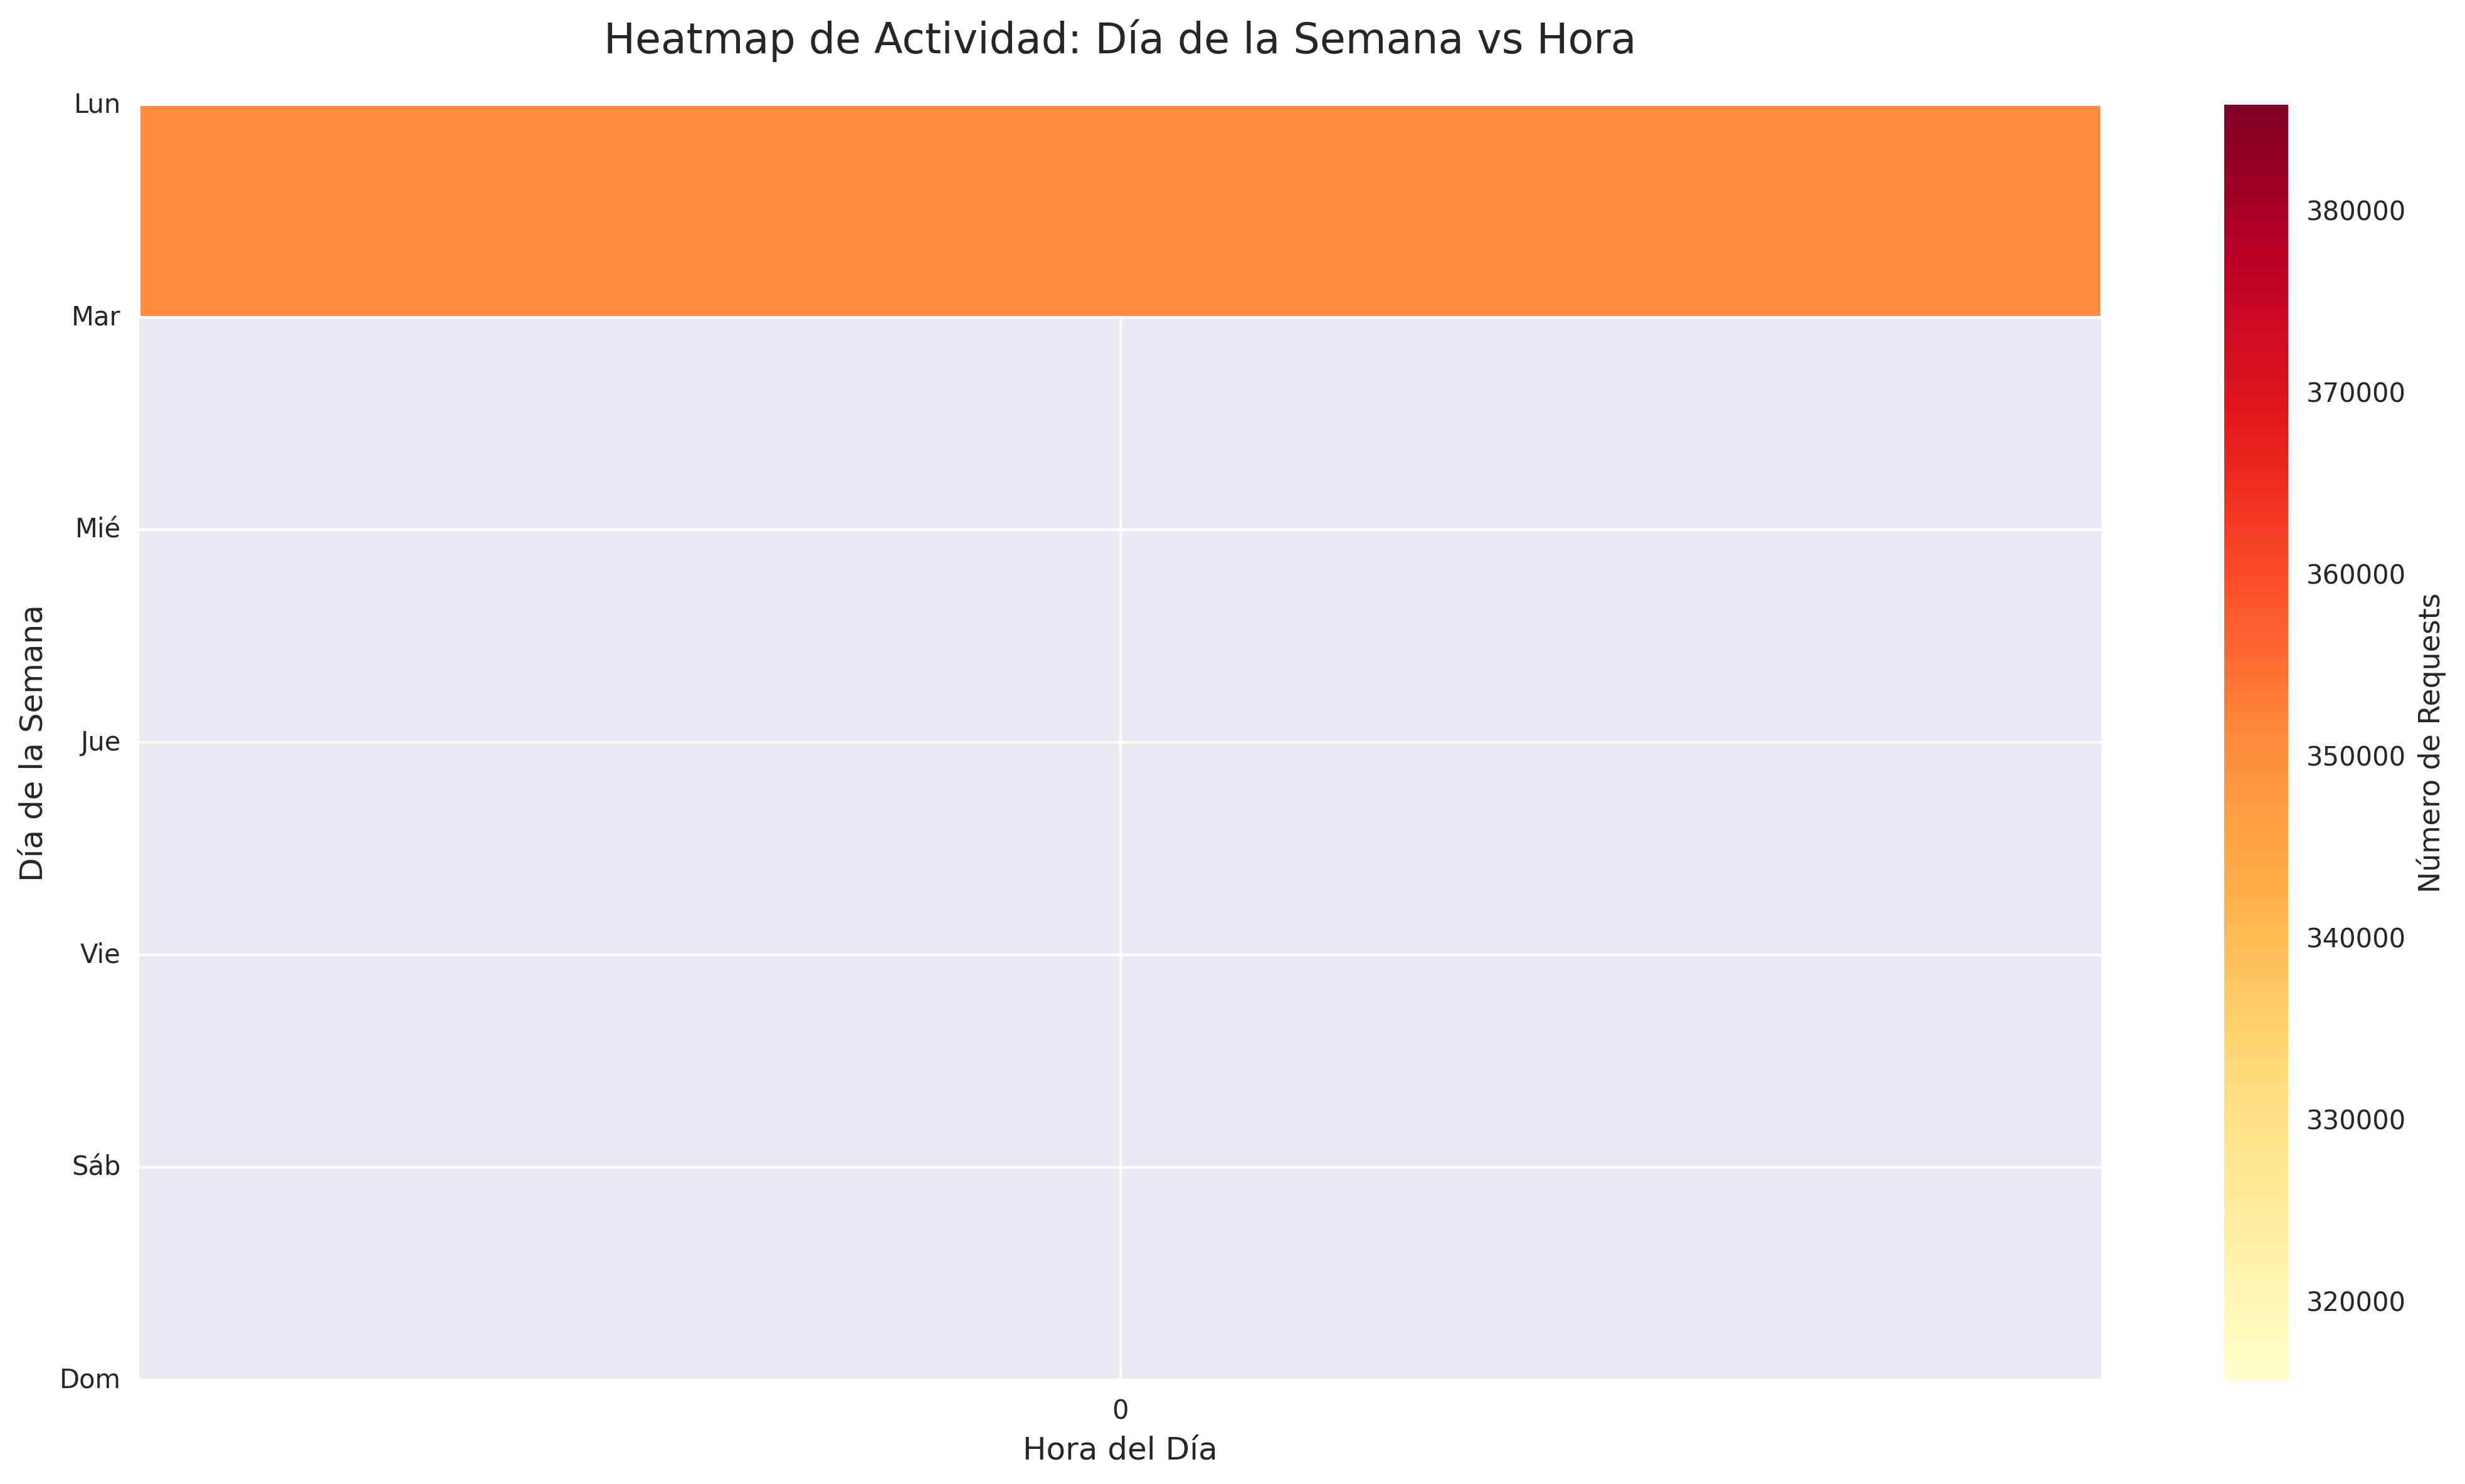 Heatmap de Actividad: Día de la Semana vs Hora
Lun
Mar
Mié
Jue
Vie
Sáb
Dom
Día de la Semana
0
Hora del Día
380000
370000
360000
350000
340000
330000
320000
Número de Requests